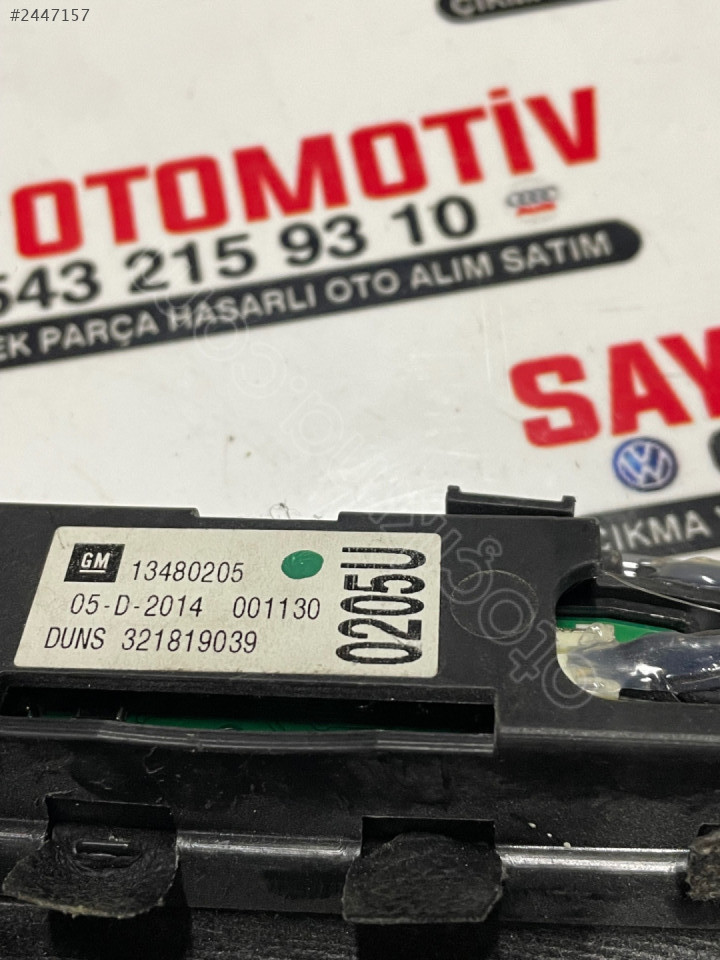 #2447157
ÇIKMA
OTOMOTİV
543 215 93 10
EK PARÇA HASARLI OTO ALIM SATIM
SAY
ÇIKMA
GM 13480205
05-D-2014 001130
DUNS 321819039
0205U